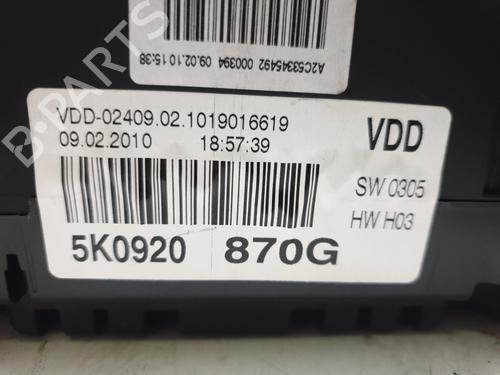 B-PARTS
A2C53345492 000394
09.02.10 15:38
VDD-02409.02.1019016619
09.02.2010 18:57:39
VDD
SW 0305
HW H03
5K0920 870G